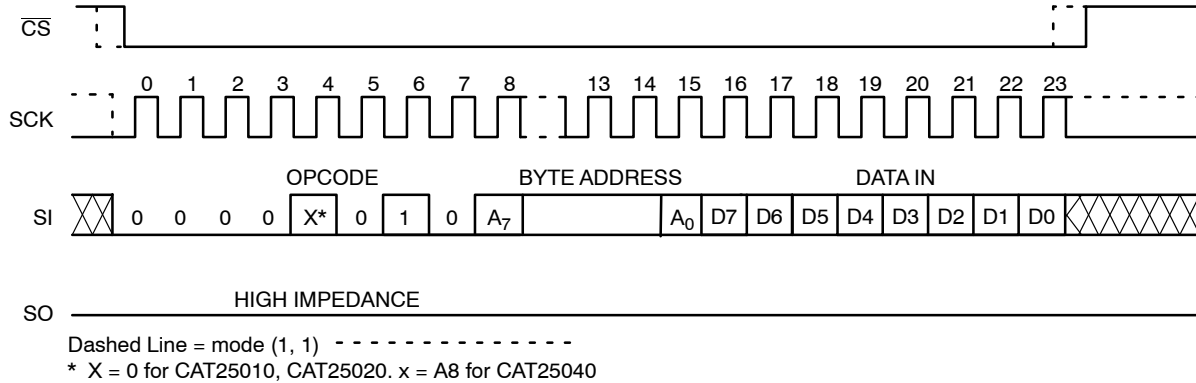 CS
0 1 2 3 4 5 6 7 8 13 14 15 16 17 18 19 20 21 22 23
SCK
OPCODE BYTE ADDRESS DATA IN
SI 0 0 0 0 X* 0 1 0 A7 A0 D7 D6 D5 D4 D3 D2 D1 D0
HIGH IMPEDANCE
SO
Dashed Line = mode (1, 1)
* X = 0 for CAT25010, CAT25020. x = A8 for CAT25040